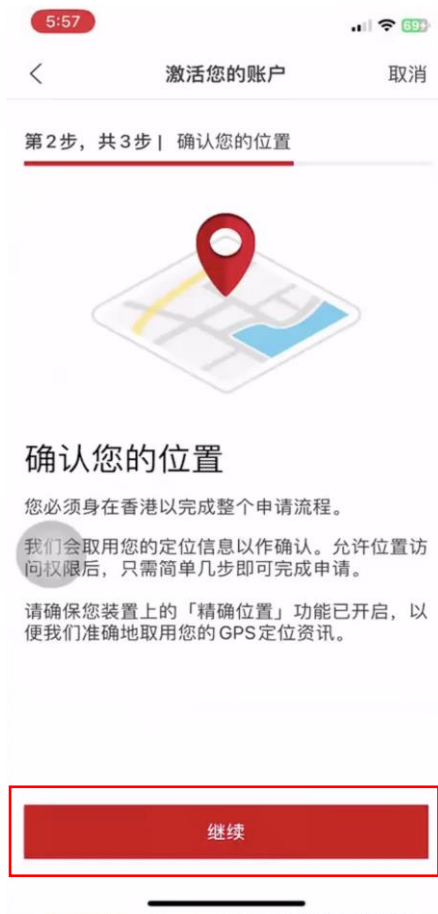 5:57
69
激活您的账户
取消
第2步，共3步| 确认您的位置
确认您的位置
您必须身在香港以完成整个申请流程。
我们会取用您的定位信息以作确认。允许位置访
问权限后，只需简单几步即可完成申请。
请确保您装置上的「精确位置」功能已开启，以
便我们准确地取用您的GPS定位资讯。
继续